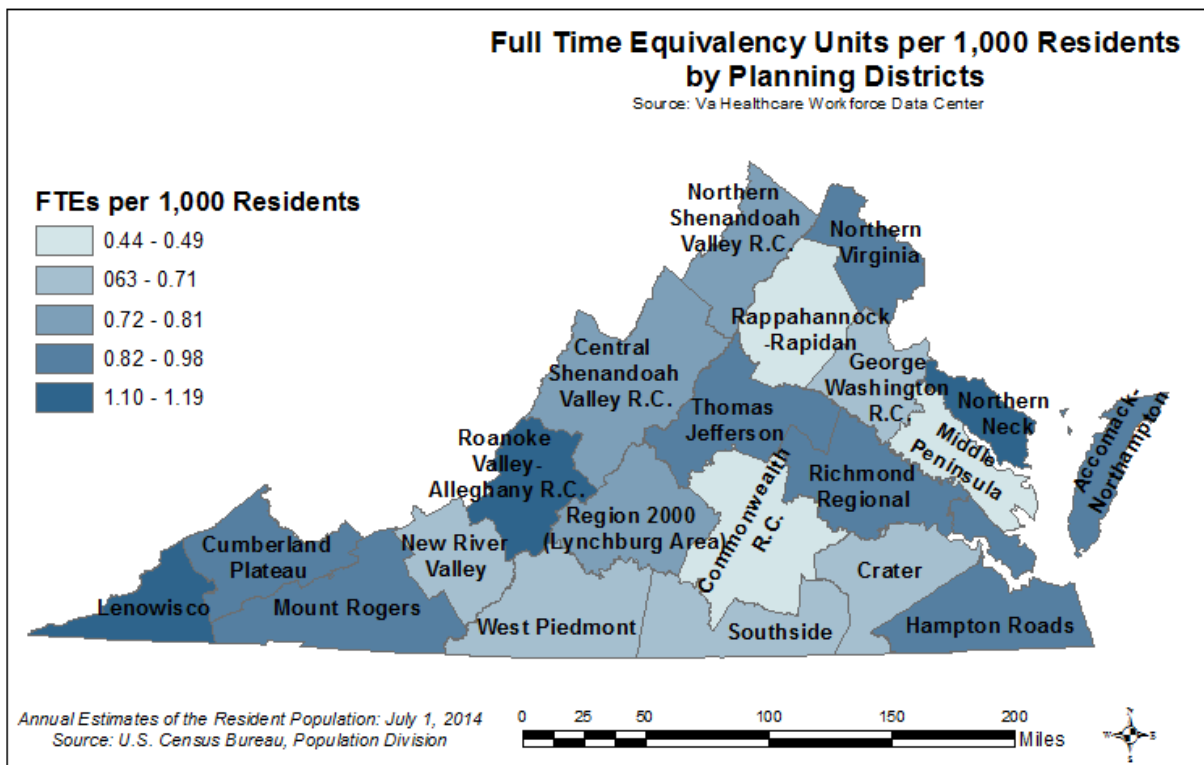 Full Time Equivalency Units per 1,000 Residents
by Planning Districts
Source: Va Healthcare Workforce Data Center
FTEs per 1,000 Residents
0.44 - 0.49
063 - 0.71
0.72 - 0.81
0.82 - 0.98
1.10 - 1.19
Northern
Shenandoah
Valley R.C.
Northern
Virginia
Rappahannock
-Rapidan
Central
Shenandoah
Valley R.C.
George
Washington
R.C.
Northern
Neck
Thomas
Jefferson
Middle
Peninsula
Accomack-
Northampton
Roanoke
Valley-
Alleghany R.C.
Richmond
Regional
Commonwealth
R.C.
Region 2000
(Lynchburg Area)
Cumberland
Plateau
New River
Valley
Crater
Lenowisco
Mount Rogers
West Piedmont
Southside
Hampton Roads
Annual Estimates of the Resident Population: July 1, 2014
Source: U.S. Census Bureau, Population Division
0 25 50 100 150 200
Miles
N
W E
S